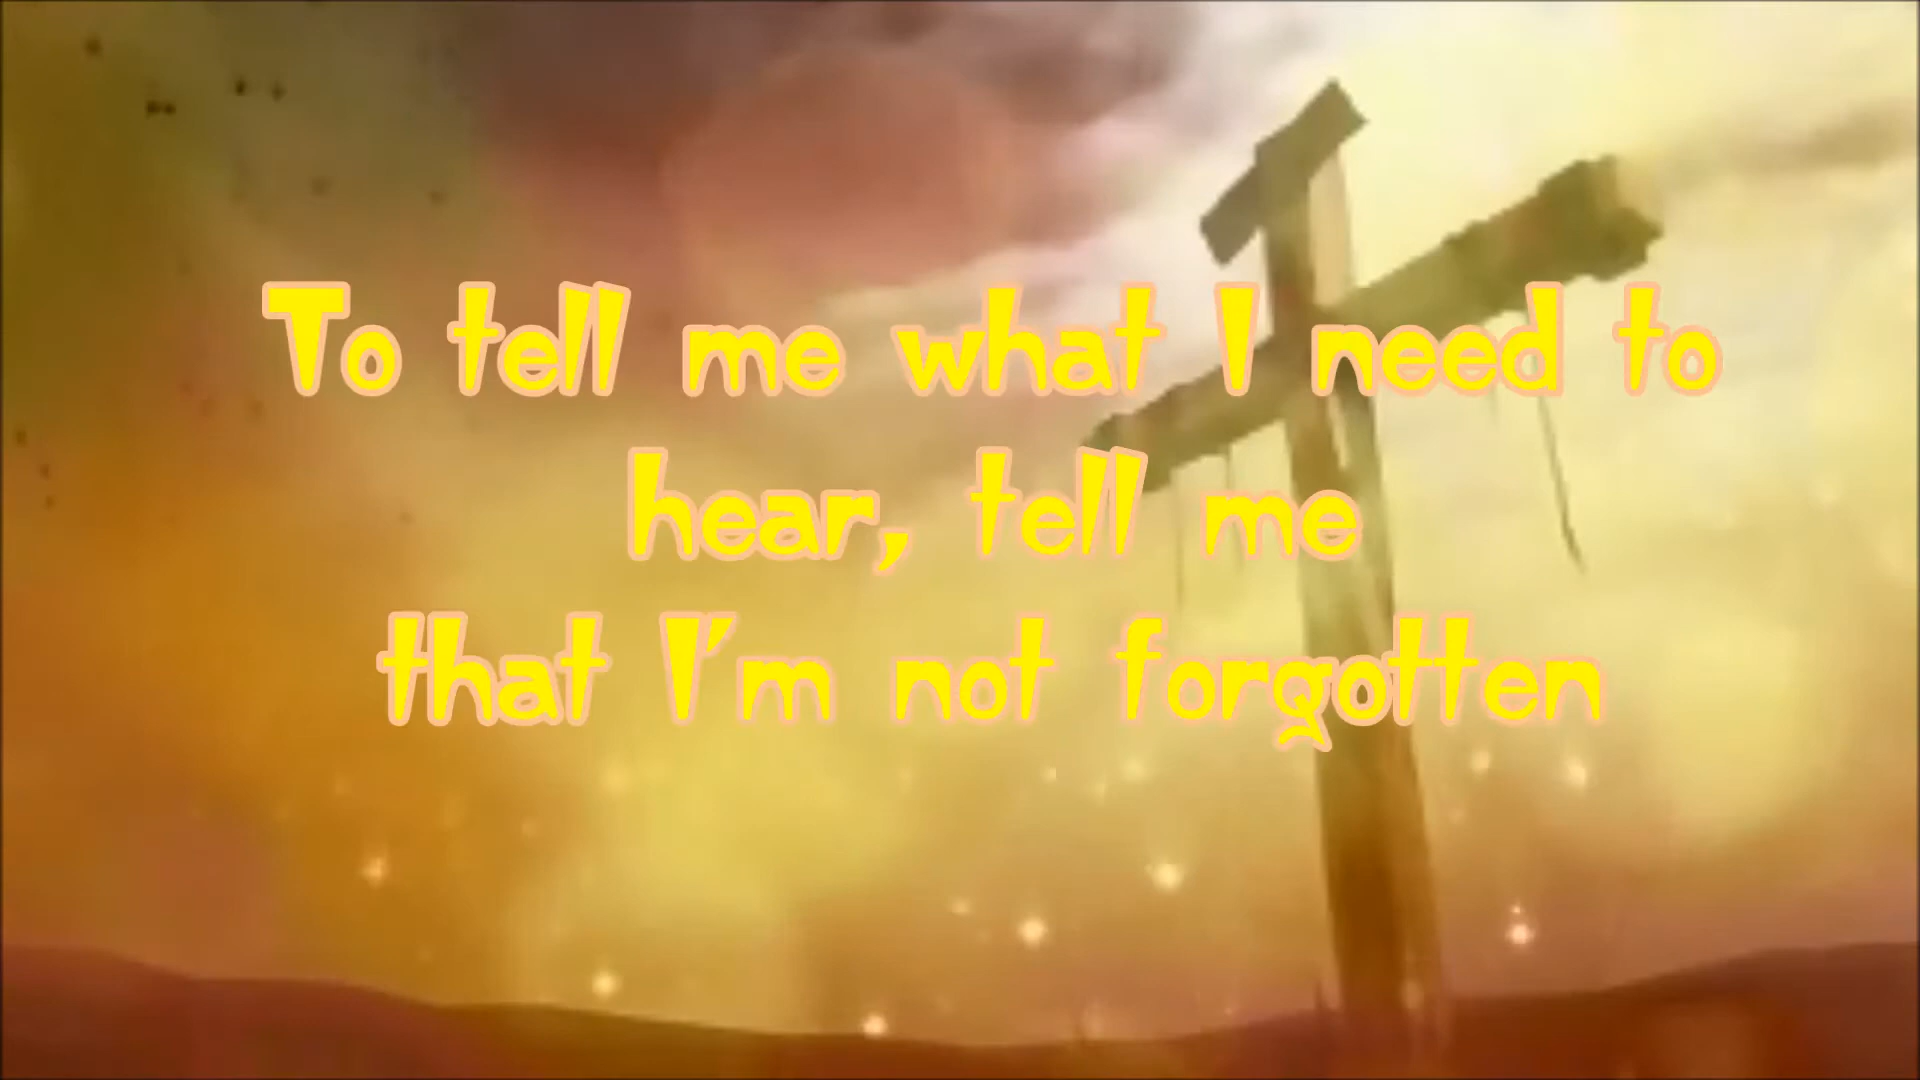 To tell me what I need to
hear, tell me
that I'm not forgotten